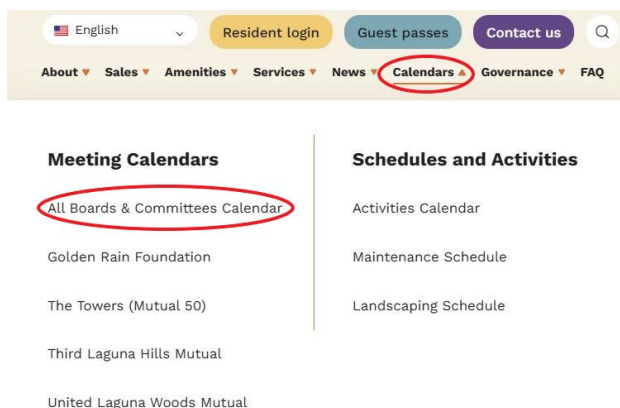 English
Resident login
Guest passes
Contact us
About
Sales
Amenities
Services
News
Calendars
Governance
FAQ
Meeting Calendars
All Boards & Committees Calendar
Golden Rain Foundation
The Towers (Mutual 50)
Third Laguna Hills Mutual
United Laguna Woods Mutual
Schedules and Activities
Activities Calendar
Maintenance Schedule
Landscaping Schedule